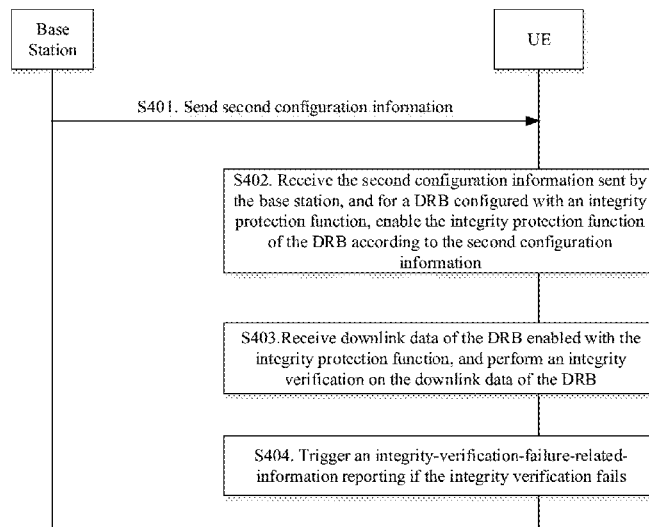 Base
Station
UE
S401. Send second configuration information
S402. Receive the second configuration information sent by
the base station, and for a DRB configured with an integrity
protection function, enable the integrity protection function
of the DRB according to the second configuration
information
S403.Receive downlink data of the DRB enabled with the
integrity protection function, and perform an integrity
verification on the downlink data of the DRB
S404. Trigger an integrity-verification-failure-related-
information reporting if the integrity verification fails